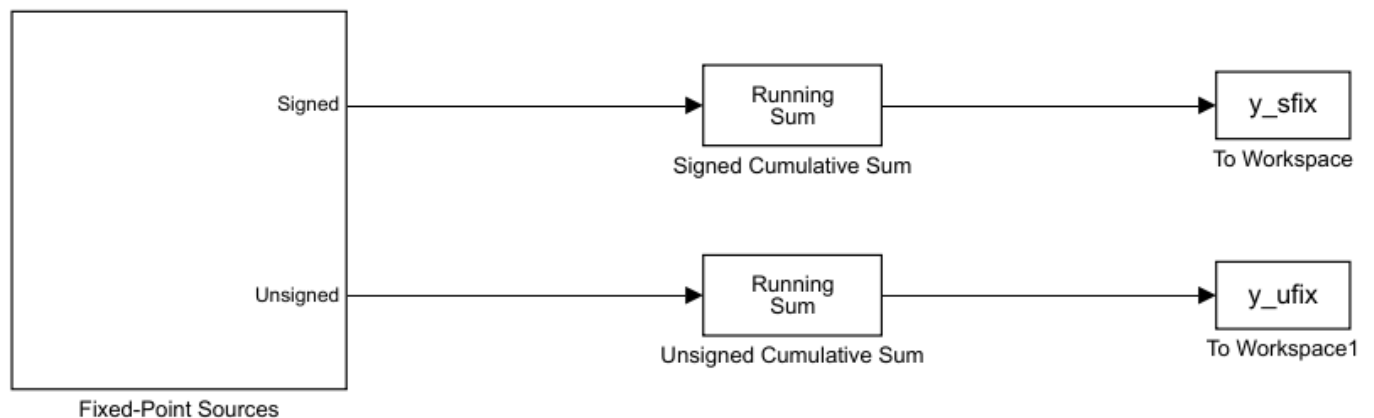 Signed
Running
Sum
Signed Cumulative Sum
y_sfix
To Workspace
Unsigned
Running
Sum
Unsigned Cumulative Sum
y_ufix
To Workspace1
Fixed-Point Sources